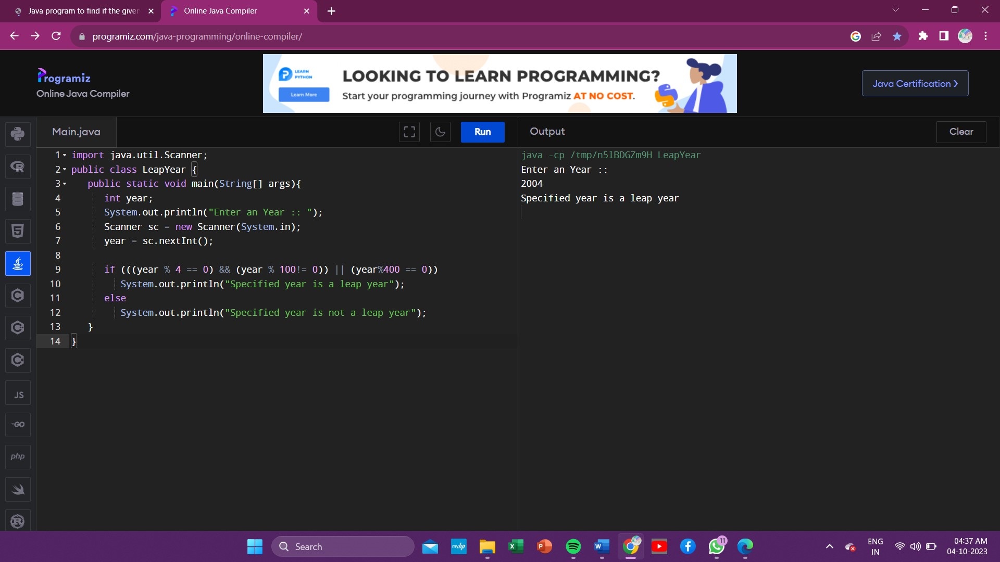 Java program to find if the given
Online Java Compiler
programiz.com/java-programming/online-compiler/
Programiz
Online Java Compiler
LEARN PYTHON
Learn More
LOOKING TO LEARN PROGRAMMING?
Start your programming journey with Programiz AT NO COST.
Java Certification ❯
Main.java
Run
Output
Clear
1 import java.util.Scanner;
2 public class LeapYear {
3 public static void main(String[] args){
4 int year;
5 System.out.println("Enter an Year :: ");
6 Scanner sc = new Scanner(System.in);
7 year = sc.nextInt();
8
9 if (((year % 4 == 0) && (year % 100!= 0)) || (year%400 == 0))
10 System.out.println("Specified year is a leap year");
11 else
12 System.out.println("Specified year is not a leap year");
13 }
14 }
java -cp /tmp/n5lBDGZm9H LeapYear
Enter an Year ::
2004
Specified year is a leap year
JS
GO
php
Search
myhp
11
ENG
IN
04:37 AM
04-10-2023